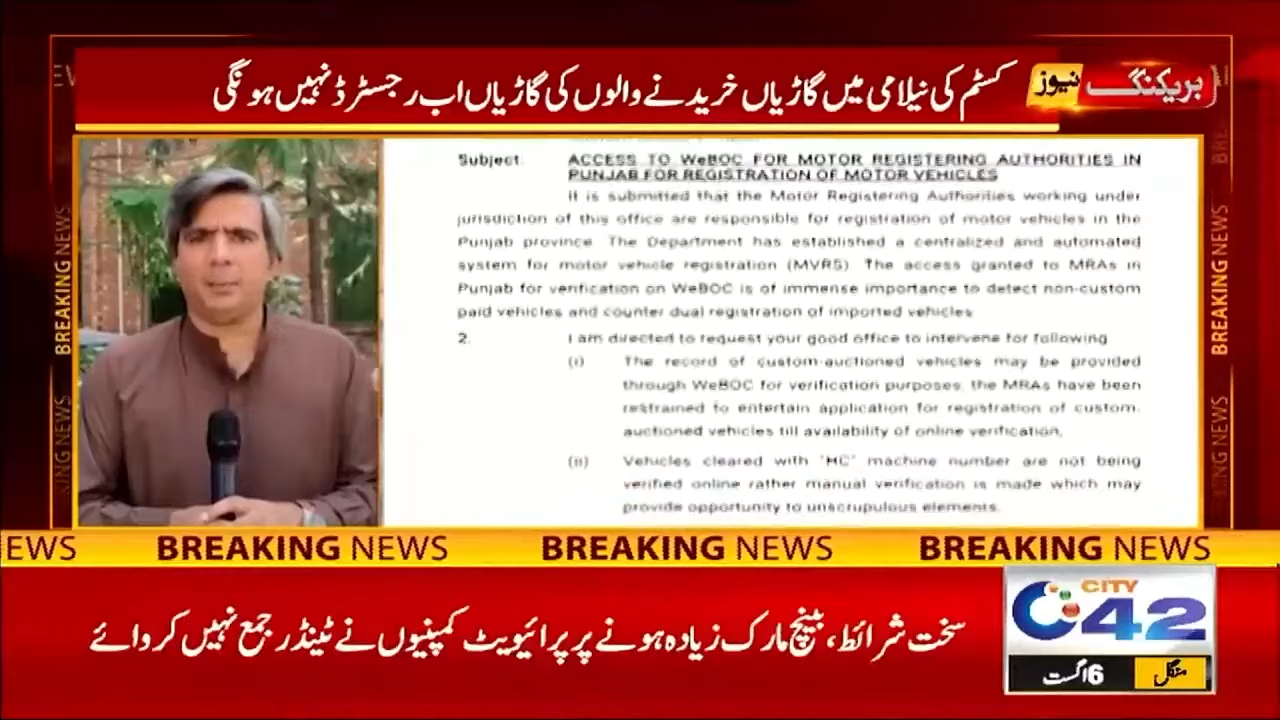 کسٹم کی نیلامی میں گاڑیاں خریدنے والوں کی گاڑیاں اب رجسٹرڈ نہیں ہونگی
بریکنگ نیوز
Subject: ACCESS TO WeBOC FOR MOTOR REGISTERING AUTHORITIES IN
PUNJAB FOR REGISTRATION OF MOTOR VEHICLES
It is submitted that the Motor Registering Authorities working under
jurisdiction of this office are responsible for registration of motor vehicles in the
Punjab province. The Department has established a centralized and automated
system for motor vehicle registration (MVRS). The access granted to MRAs in
Punjab for verification on WeBOC is of immense importance to detect non-custom
paid vehicles and counter dual registration of imported vehicles.
2. I am directed to request your good office to intervene for following
(i) The record of custom-auctioned vehicles may be provided
through WeBOC for verification purposes, the MRAs have been
restrained to entertain application for registration of custom-
auctioned vehicles till availability of online verification;
(ii) Vehicles cleared with "HC" machine number are not being
verified online rather manual verification is made which may
provide opportunity to unscrupulous elements.
BREAKING NEWS
KING NEWS
BREAKING NEWS
KING NEWS
EWS BREAKING NEWS BREAKING NEWS BREAKING NEWS
سخت شرائط، بینچ مارک زیادہ ہونے پر پرائیویٹ کمپنیوں نے ٹینڈر جمع نہیں کروائے
CITY
42
منگل 6 اگست